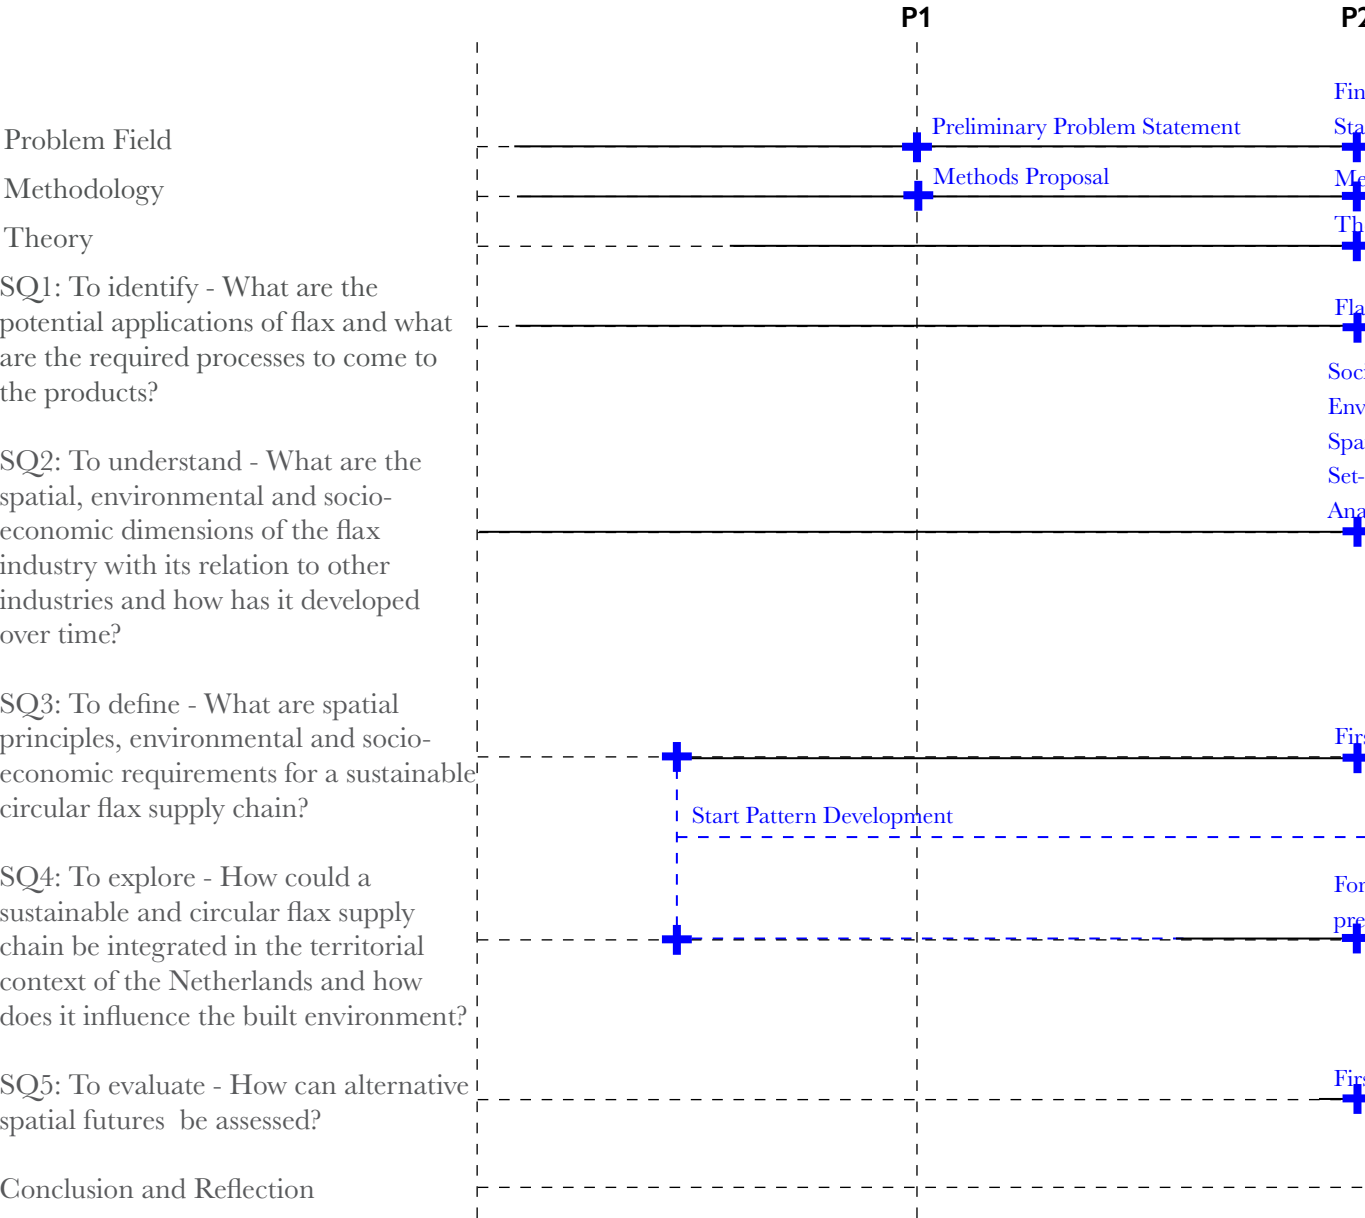 P1
Problem Field
Preliminary Problem Statement
Methodology
Methods Proposal
Theory
SQ1: To identify - What are the
potential applications of flax and what
are the required processes to come to
the products?
SQ2: To understand - What are the
spatial, environmental and socio-
economic dimensions of the flax
industry with its relation to other
industries and how has it developed
over time?
SQ3: To define - What are spatial
principles, environmental and socio-
economic requirements for a sustainable
circular flax supply chain?
Start Pattern Development
SQ4: To explore - How could a
sustainable and circular flax supply
chain be integrated in the territorial
context of the Netherlands and how
does it influence the built environment?
SQ5: To evaluate - How can alternative
spatial futures be assessed?
Conclusion and Reflection